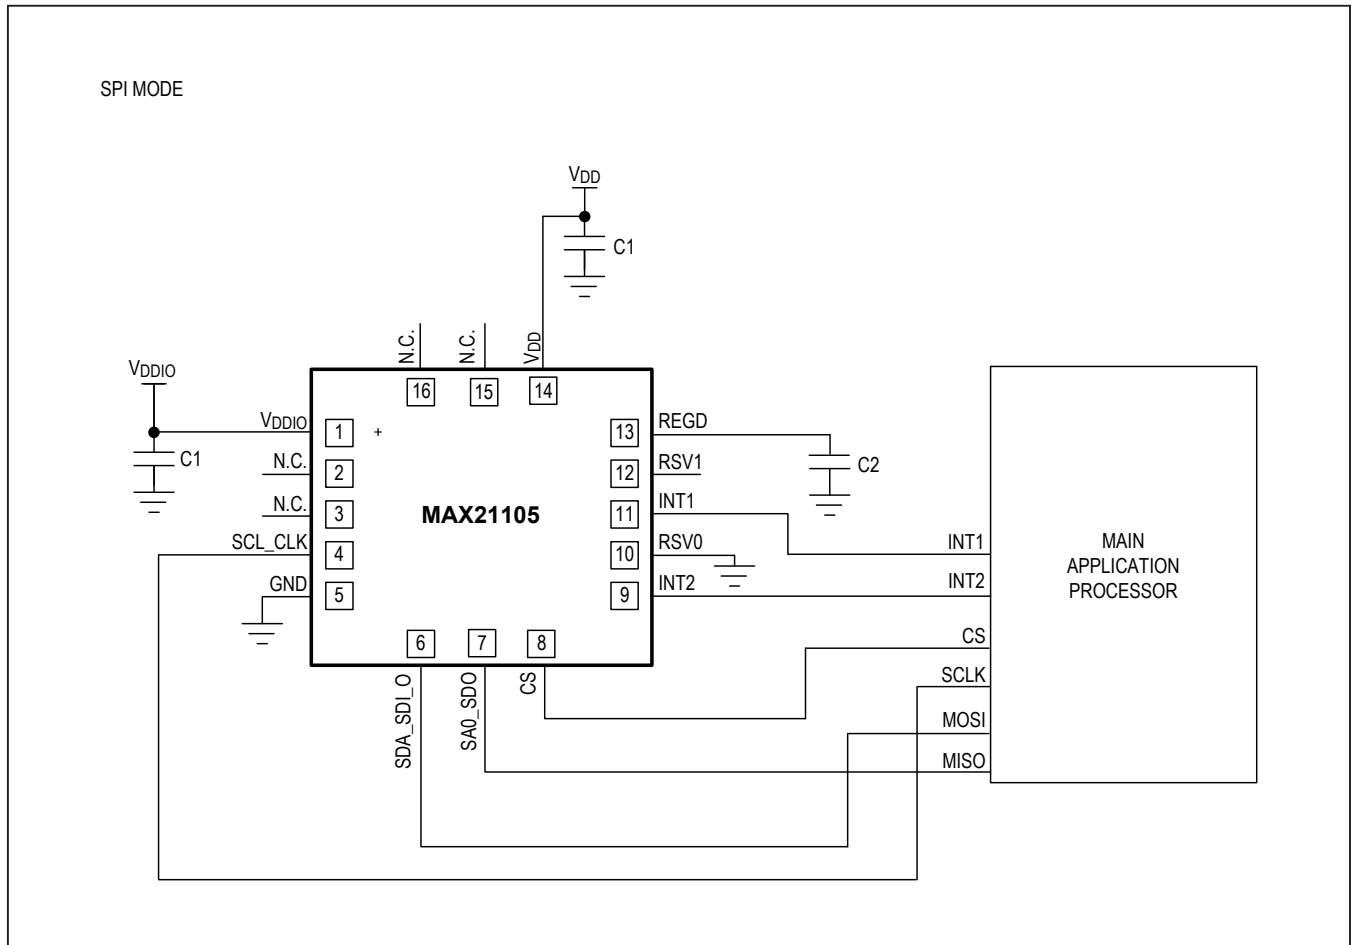 SPI MODE
VDD
C1
N.C.
N.C.
VDD
VDDIO
16
15
14
VDDIO
1
+
13
REGD
C1
N.C.
2
12
RSV1
C2
N.C.
3
MAX21105
11
INT1
SCL_CLK
4
10
RSV0
INT1
MAIN
APPLICATION
PROCESSOR
GND
5
9
INT2
INT2
6
7
8
CS
SDA_SDI_O
SA0_SDO
CS
SCLK
MOSI
MISO